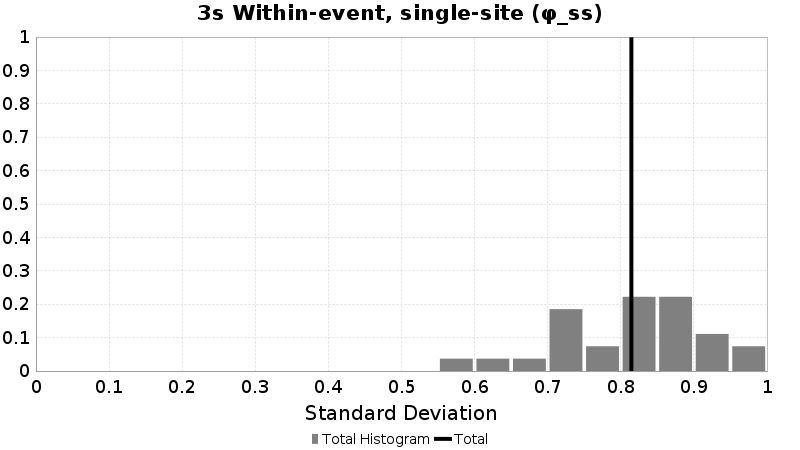 3s Within-event, single-site (φ_ss)
1
0.9
0.8
0.7
0.6
0.5
0.4
0.3
0.2
0.1
0
0 0.1 0.2 0.3 0.4 0.5 0.6 0.7 0.8 0.9 1
Standard Deviation
Total Histogram Total